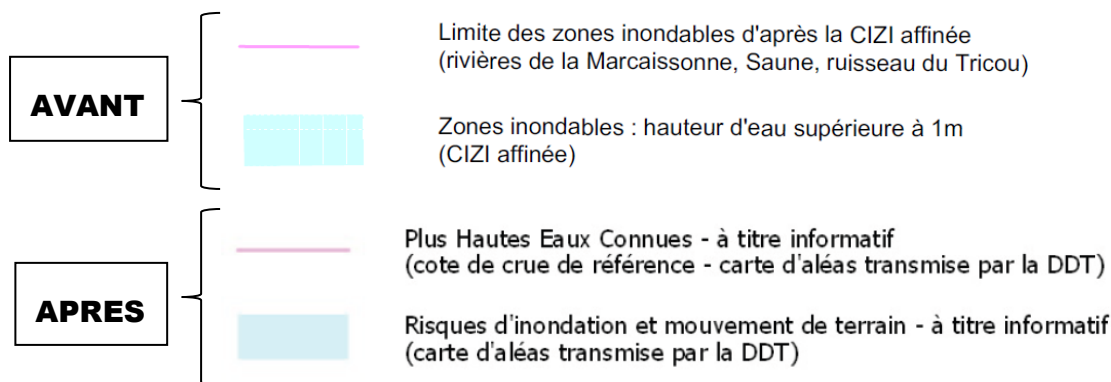 AVANT
Limite des zones inondables d'après la CIZI affinée
(rivières de la Marcaissonne, Saune, ruisseau du Tricou)
Zones inondables : hauteur d'eau supérieure à 1m
(CIZI affinée)
APRES
Plus Hautes Eaux Connues - à titre informatif
(cote de crue de référence - carte d'aléas transmise par la DDT)
Risques d'inondation et mouvement de terrain - à titre informatif
(carte d'aléas transmise par la DDT)